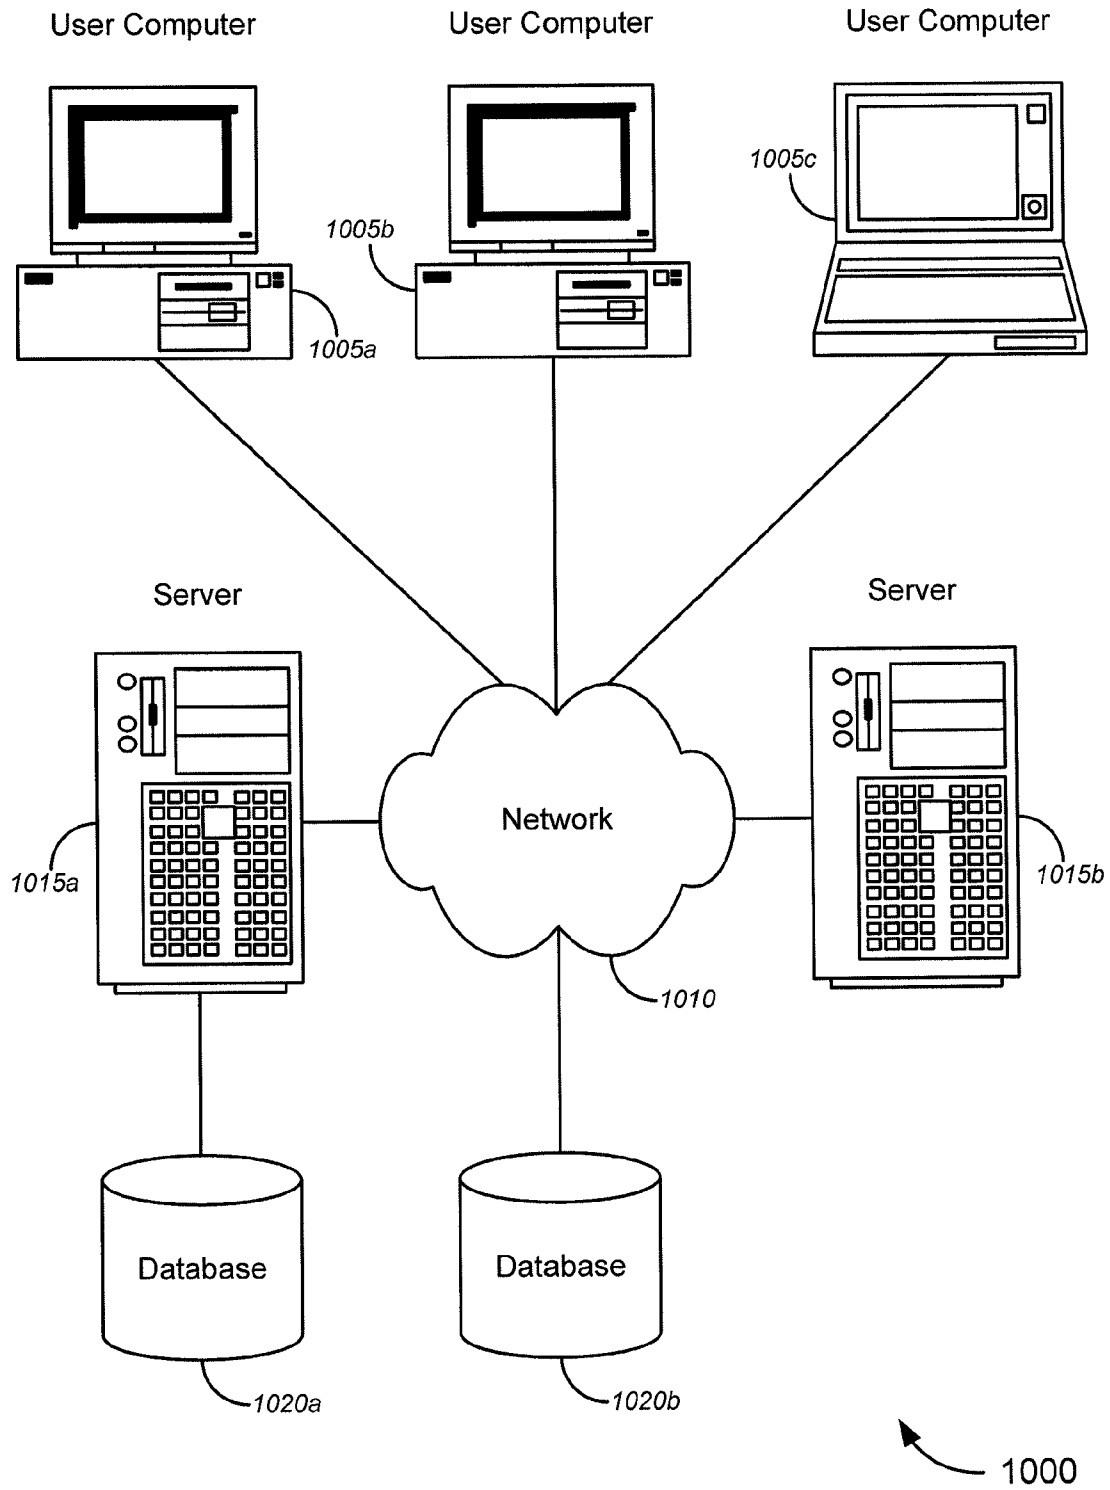 User Computer
User Computer
User Computer
1005a
1005b
1005c
Server
Server
Network
1015a
1015b
1010
Database
Database
1020a
1020b
1000